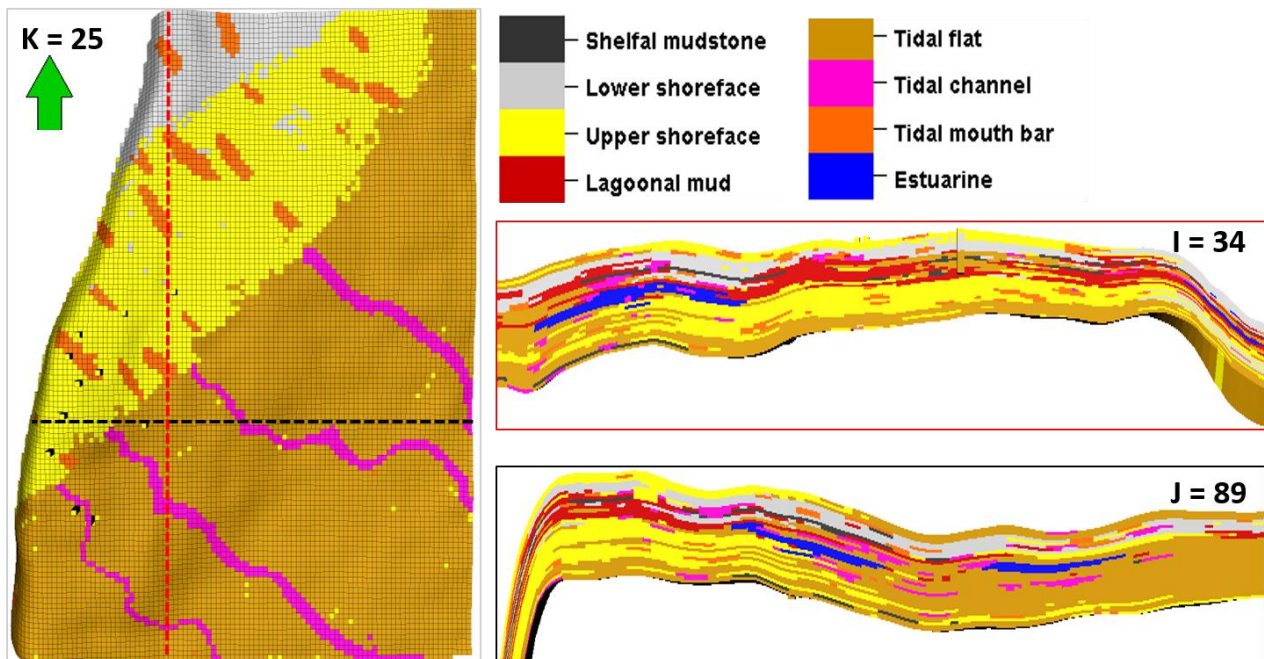 K = 25
Shelfal mudstone
Lower shoreface
Upper shoreface
Lagoonal mud
Tidal flat
Tidal channel
Tidal mouth bar
Estuarine
I = 34
J = 89